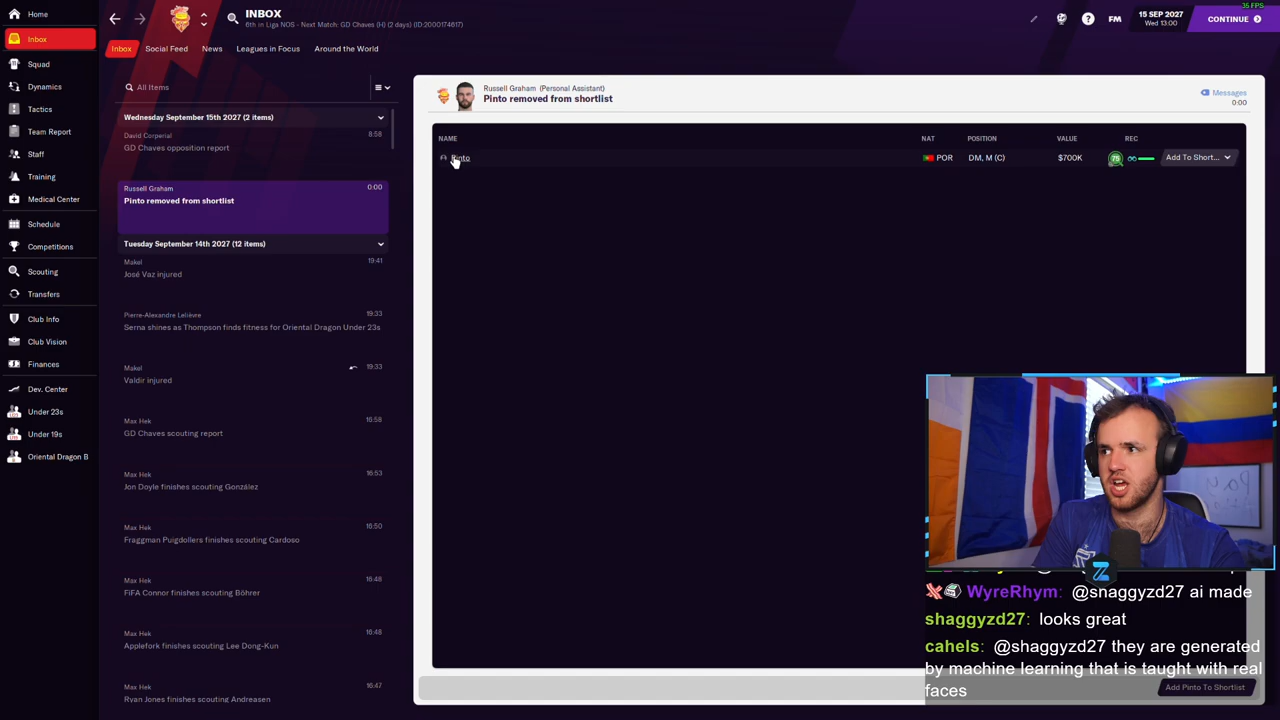 35 FPS
Home
INBOX
6th in Liga NOS - Next Match: GD Chaves (H) (2 days) (ID:2000174617)
FM
15 SEP 2027
Wed 13:00
CONTINUE
Inbox
Inbox
Social Feed
News
Leagues in Focus
Around the World
Squad
Dynamics
Tactics
Team Report
Staff
Training
Medical Center
Schedule
Competitions
Scouting
Transfers
Club Info
Club Vision
Finances
Dev. Center
Under 23s
Under 19s
Oriental Dragon B
All Items
Wednesday September 15th 2027 (2 items)
David Corperial 8:58
GD Chaves opposition report
Russell Graham 0:00
Pinto removed from shortlist
Tuesday September 14th 2027 (12 items)
Makel 19:41
José Vaz injured
Pierre-Alexandre Lelièvre 19:33
Serna shines as Thompson finds fitness for Oriental Dragon Under 23s
Makel 19:33
Valdir injured
Max Hek 16:58
GD Chaves scouting report
Max Hek 16:53
Jon Doyle finishes scouting González
Max Hek 16:50
Fraggman Puigdollers finishes scouting Cardoso
Max Hek 16:48
FiFA Connor finishes scouting Böhrer
Max Hek 16:48
Applefork finishes scouting Lee Dong-Kun
Max Hek 16:47
Ryan Jones finishes scouting Andreasen
Russell Graham (Personal Assistant)
Pinto removed from shortlist
Messages
0:00
NAME NAT POSITION VALUE REC
Pinto POR DM, M (C) $700K 75 Add To Short...
WyreRhym: @snaggyzd27 ai made
shaggyzd27: looks great
cahels: @shaggyzd27 they are generated
by machine learning that is taught with real
faces
Add Pinto To Shortlist